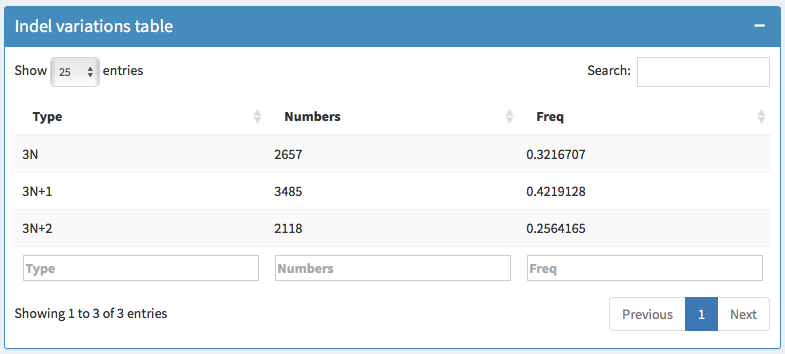 Indel variations table
Show 25 entries Search:
Type Numbers Freq
3N 2657 0.3216707
3N+1 3485 0.4219128
3N+2 2118 0.2564165
Type Numbers Freq
Showing 1 to 3 of 3 entries Previous 1 Next